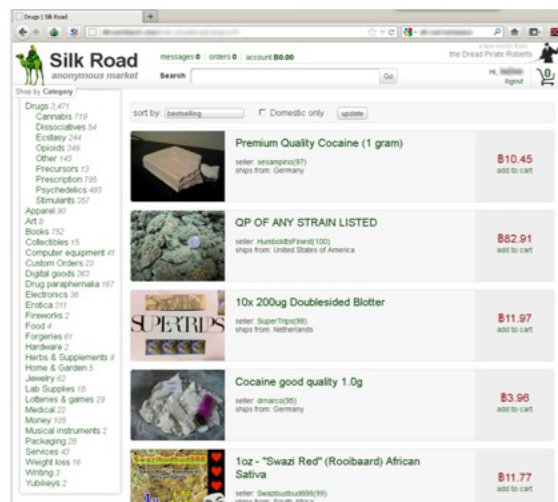 Drugs | Silk Road
Silk Road
anonymous market
messages 0 | orders 0 | account ฿0.00
Search
Go
a few words from
the Dread Pirate Roberts
Hi,
logout
0
Shop by Category
Drugs 3,471
Cannabis 719
Dissociatives 54
Ecstasy 244
Opioids 349
Other 143
Precursors 13
Prescription 795
Psychedelics 493
Stimulants 357
Apparel 90
Art 8
Books 752
Collectibles 15
Computer equipment 41
Custom Orders 23
Digital goods 363
Drug paraphernalia 167
Electronics 36
Erotica 311
Fireworks 2
Food 4
Forgeries 61
Hardware 2
Herbs & Supplements 9
Home & Garden 5
Jewelry 62
Lab Supplies 18
Lotteries & games 29
Medical 22
Money 105
Musical instruments 2
Packaging 28
Services 43
Weight loss 16
Writing 3
Yubikeys 2
sort by: bestselling
Domestic only
update
Premium Quality Cocaine (1 gram)
seller: sesampino(97)
ships from: Germany
฿10.45
add to cart
QP OF ANY STRAIN LISTED
seller: HumboldtsFinest(100)
ships from: United States of America
฿82.91
add to cart
SUPERTRIPS
10x 200ug Doublesided Blotter
seller: SuperTrips(98)
ships from: Netherlands
฿11.97
add to cart
Cocaine good quality 1.0g
seller: dmarco(95)
ships from: Germany
฿3.96
add to cart
1oz - "Swazi Red" (Rooibaard) African
Sativa
seller: Swazibudbud888(99)
ships from: South Africa
฿11.77
add to cart